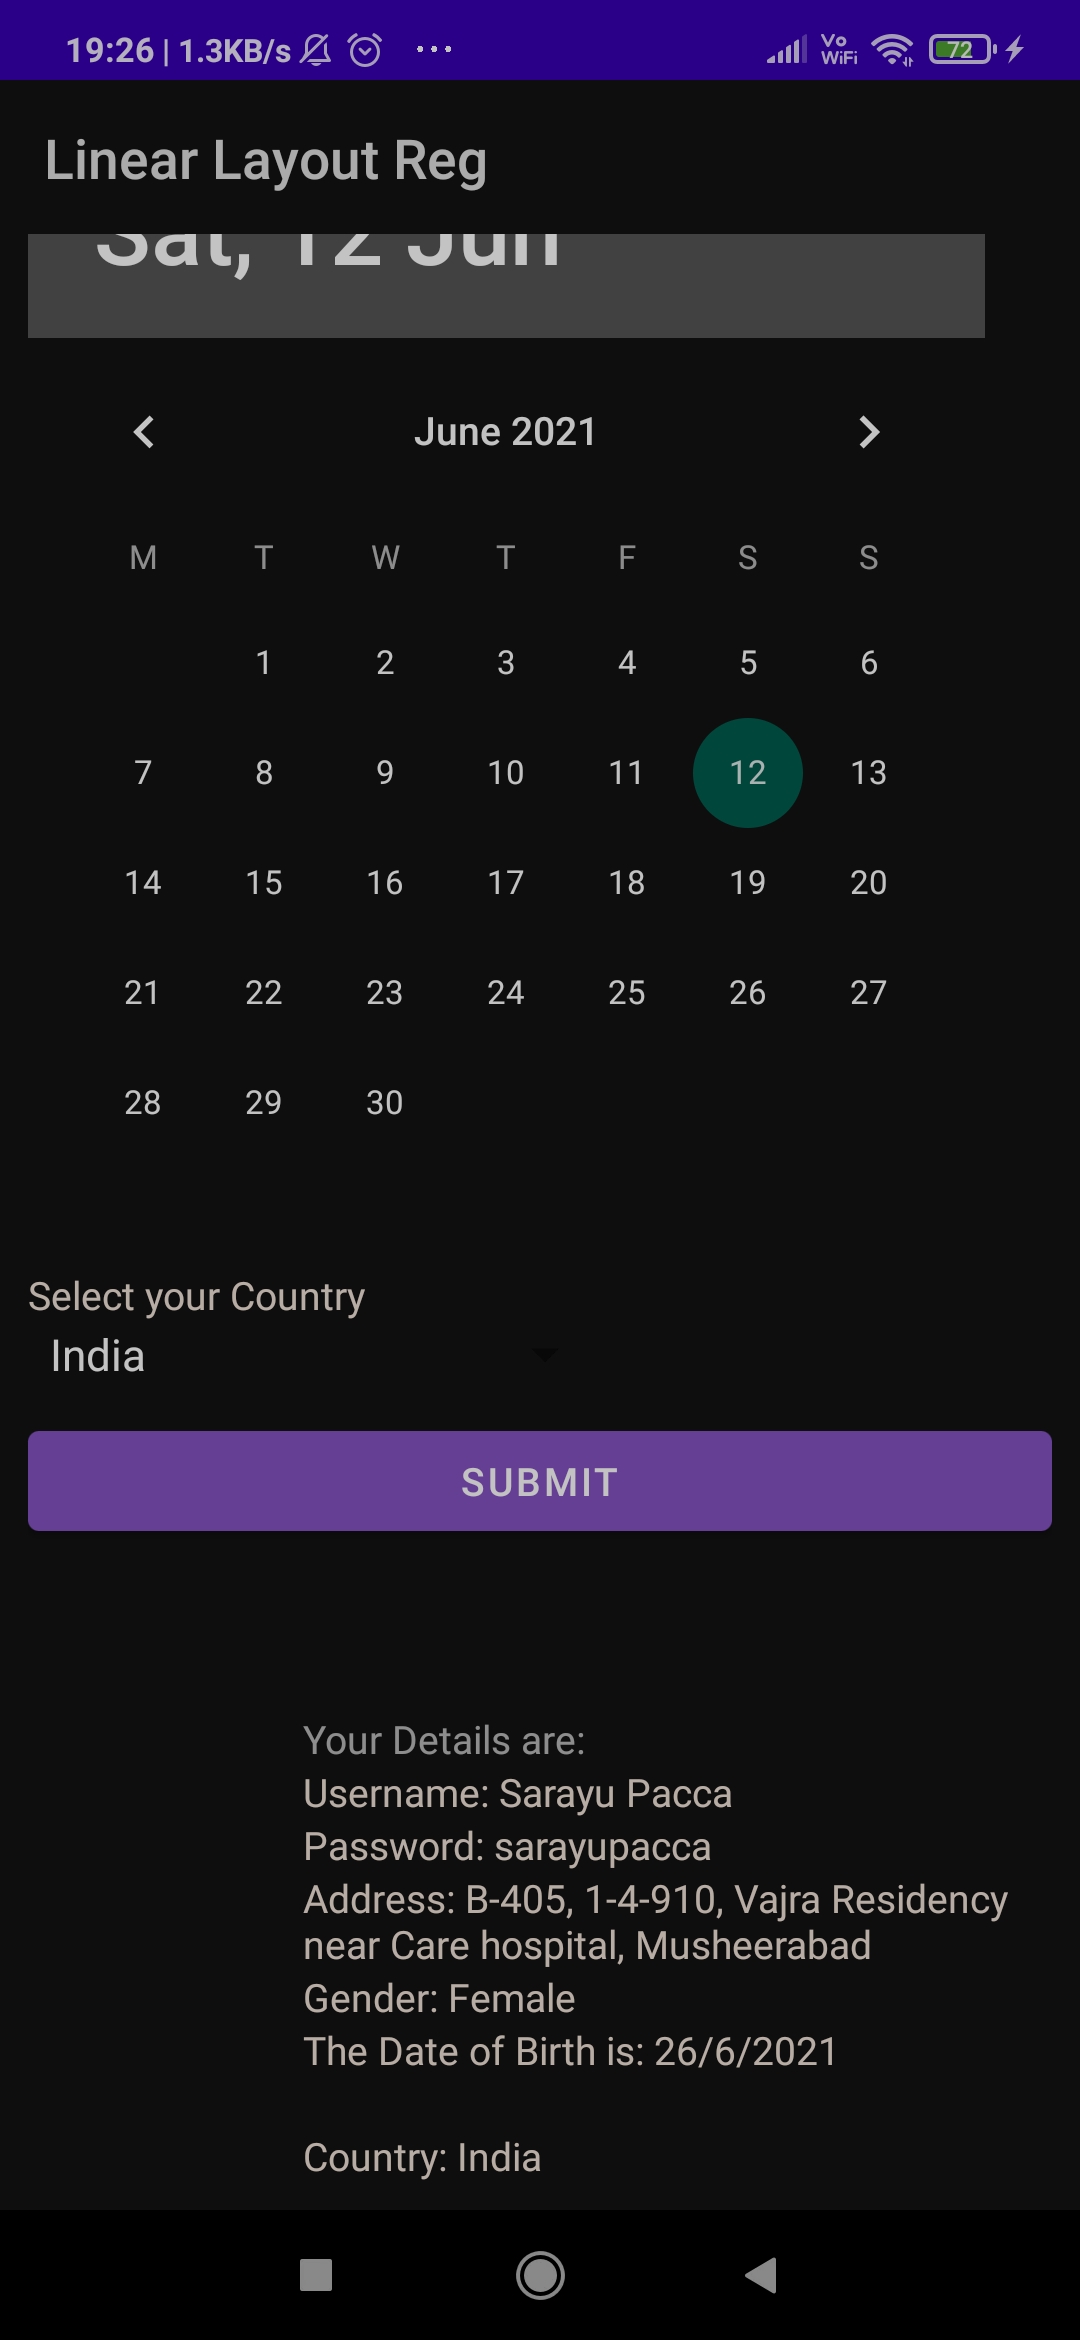 19:26 | 1.3KB/s
Vo
WiFi
72
Linear Layout Reg
Sat, 12 Jun
June 2021
M T W T F S S
1 2 3 4 5 6
7 8 9 10 11 12 13
14 15 16 17 18 19 20
21 22 23 24 25 26 27
28 29 30
Select your Country
India
SUBMIT
Your Details are:
Username: Sarayu Pacca
Password: sarayupacca
Address: B-405, 1-4-910, Vajra Residency
near Care hospital, Musheerabad
Gender: Female
The Date of Birth is: 26/6/2021
Country: India